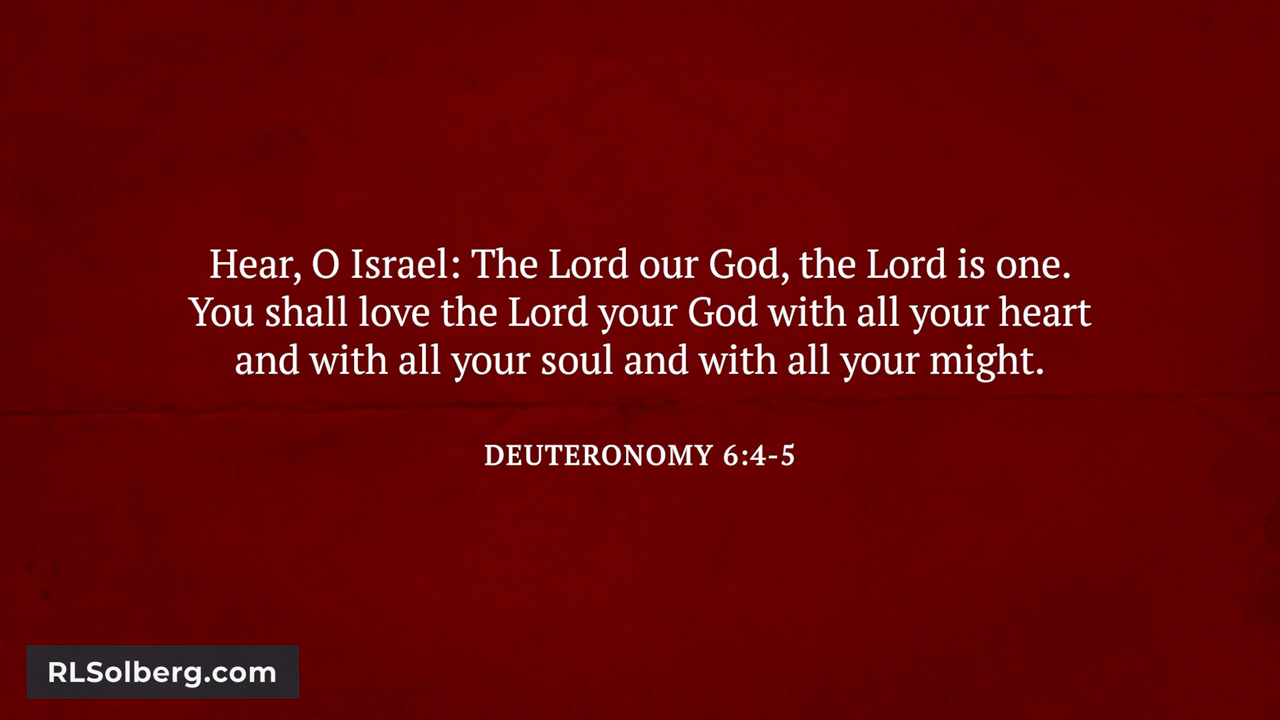 Hear, O Israel: The Lord our God, the Lord is one.
You shall love the Lord your God with all your heart
and with all your soul and with all your might.
DEUTERONOMY 6:4-5
RLSolberg.com